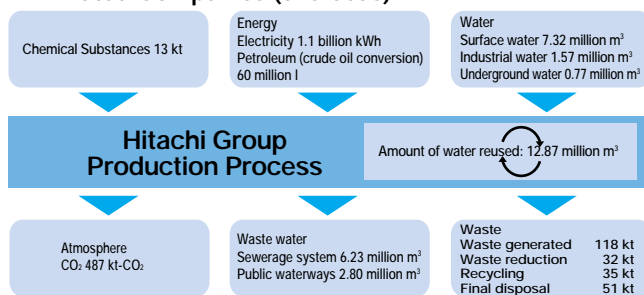 Chemical Substances 13 kt
Energy
Electricity 1.1 billion kWh
Petroleum (crude oil conversion)
60 million l
Water
Surface water 7.32 million m³
Industrial water 1.57 million m³
Underground water 0.77 million m³
Hitachi Group
Production Process
Amount of water reused: 12.87 million m³
Atmosphere
CO₂ 487 kt-CO₂
Waste water
Sewerage system 6.23 million m³
Public waterways 2.80 million m³
Waste
Waste generated 118 kt
Waste reduction 32 kt
Recycling 35 kt
Final disposal 51 kt